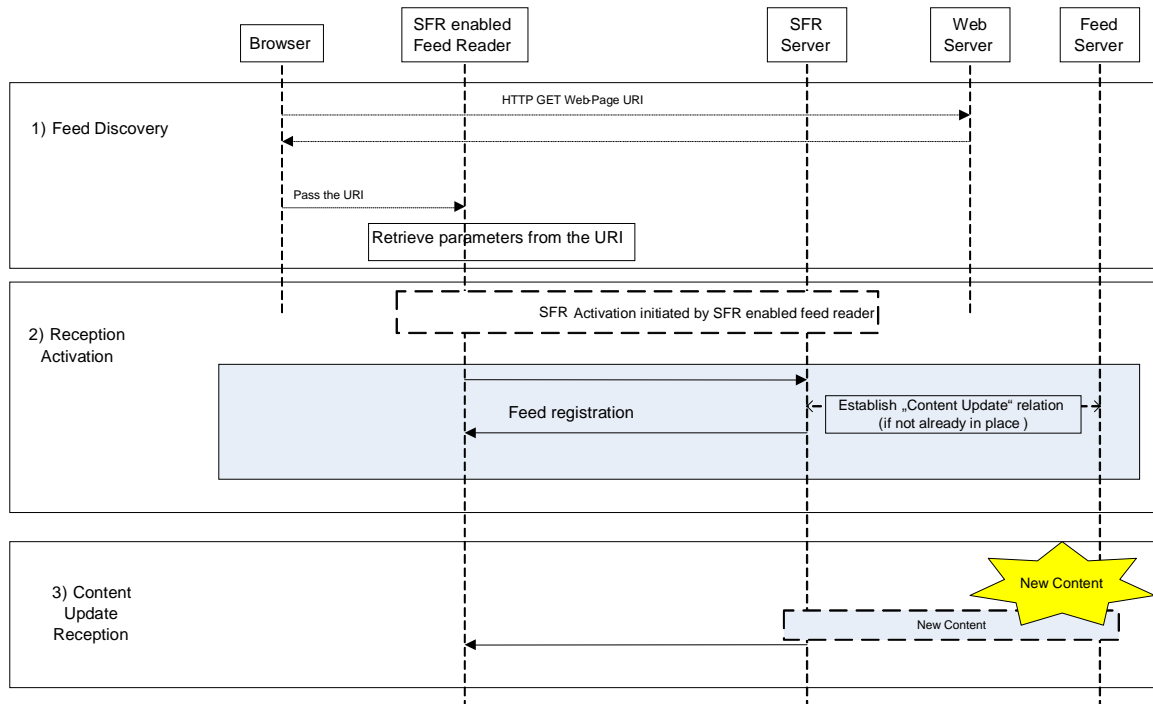 Browser
SFR enabled
Feed Reader
SFR
Server
Web
Server
Feed
Server
1) Feed Discovery
HTTP GET Web-Page URI
Pass the URI
Retrieve parameters from the URI
2) Reception
Activation
SFR Activation initiated by SFR enabled feed reader
Feed registration
Establish „Content Update“ relation
(if not already in place )
3) Content
Update
Reception
New Content
New Content